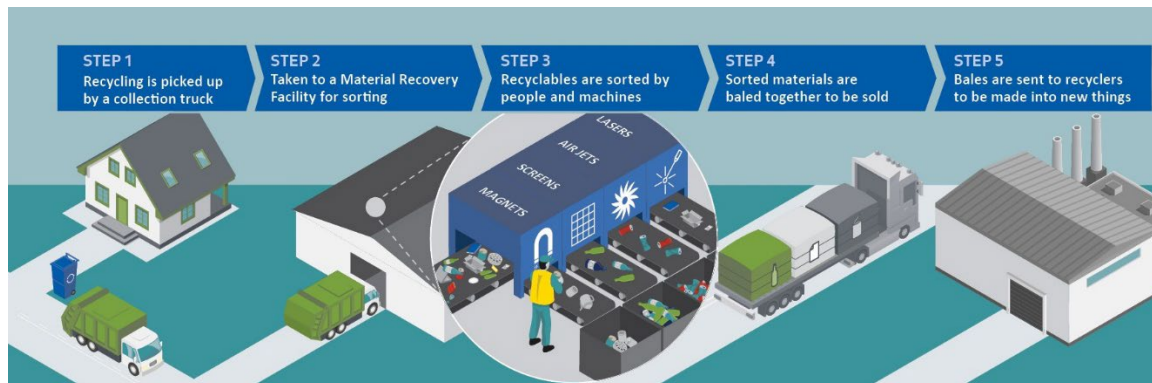 STEP 1
Recycling is picked up
by a collection truck
STEP 2
Taken to a Material Recovery
Facility for sorting
STEP 3
Recyclables are sorted by
people and machines
STEP 4
Sorted materials are
baled together to be sold
STEP 5
Bales are sent to recyclers
to be made into new things
LASERS
AIR JETS
SCREENS
MAGNETS